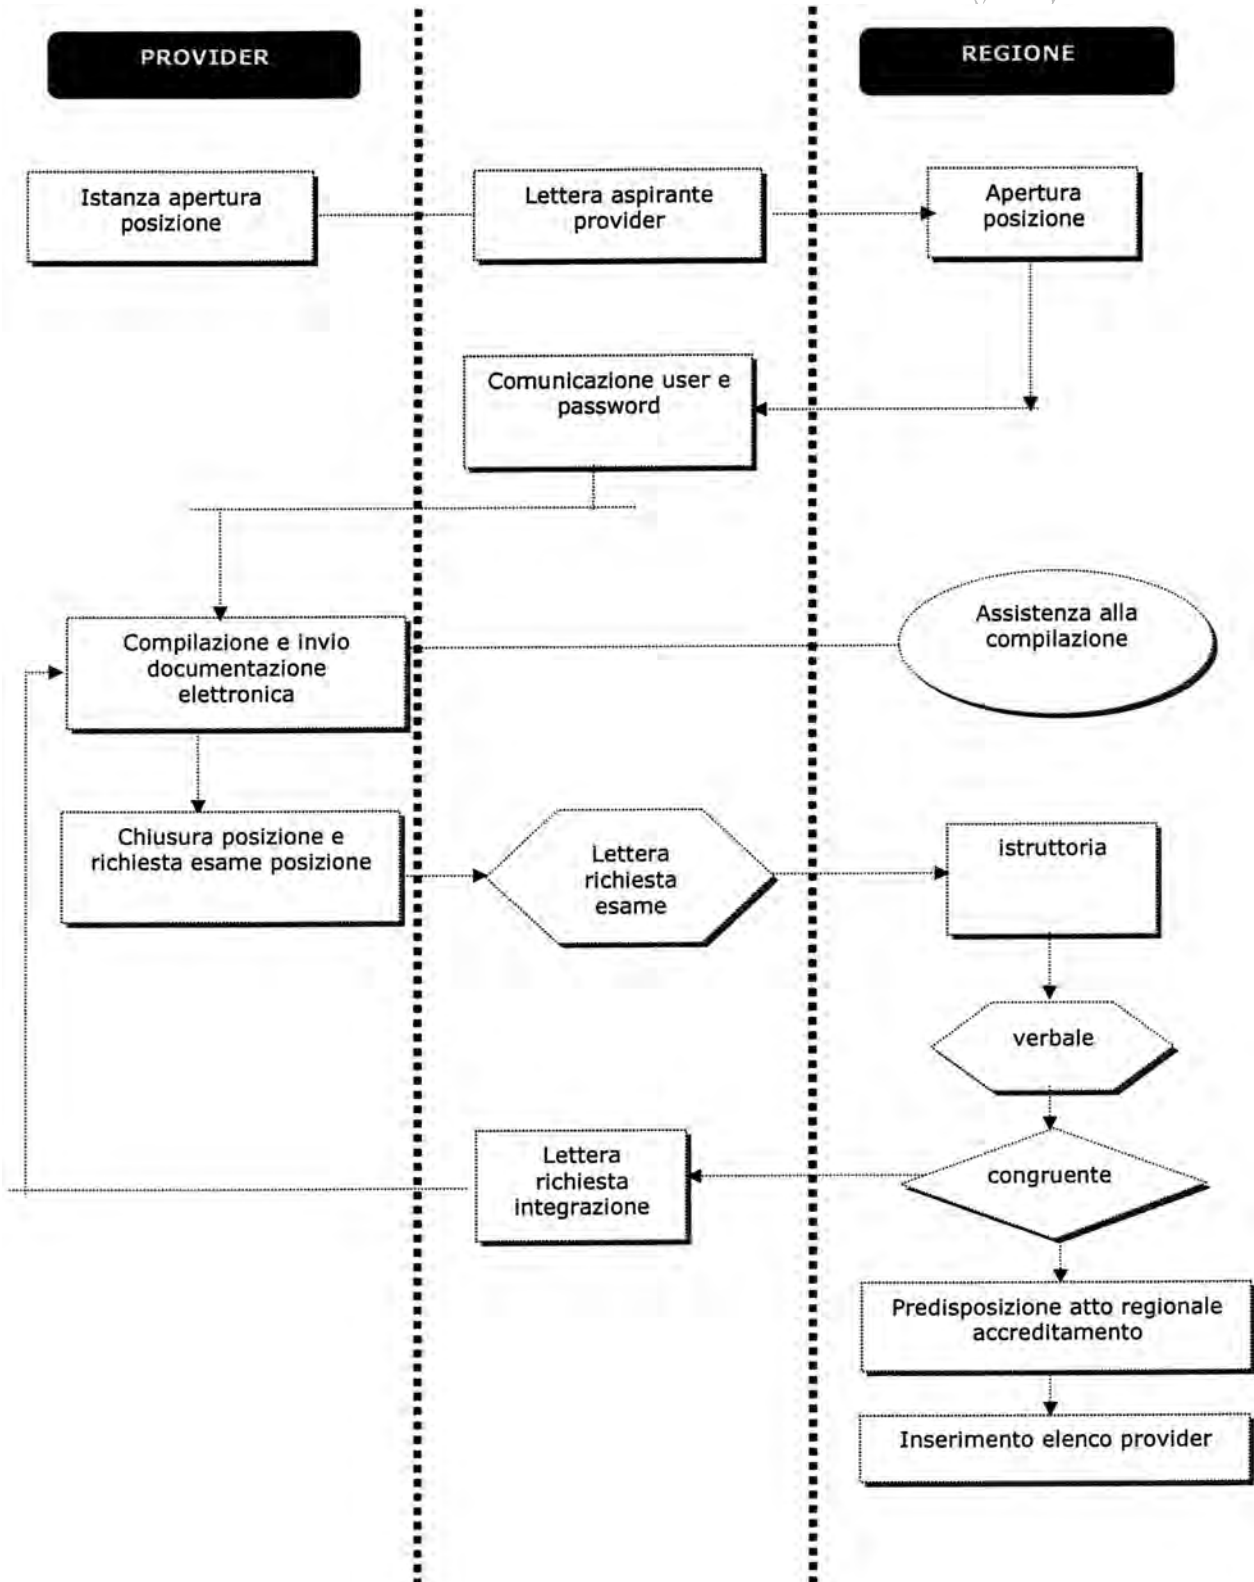 PROVIDER
REGIONE
Istanza apertura
posizione
Lettera aspirante
provider
Apertura
posizione
Comunicazione user e
password
Compilazione e invio
documentazione
elettronica
Assistenza alla
compilazione
Chiusura posizione e
richiesta esame posizione
Lettera
richiesta
esame
istruttoria
verbale
Lettera
richiesta
integrazione
congruente
Predisposizione atto regionale
accreditamento
Inserimento elenco provider